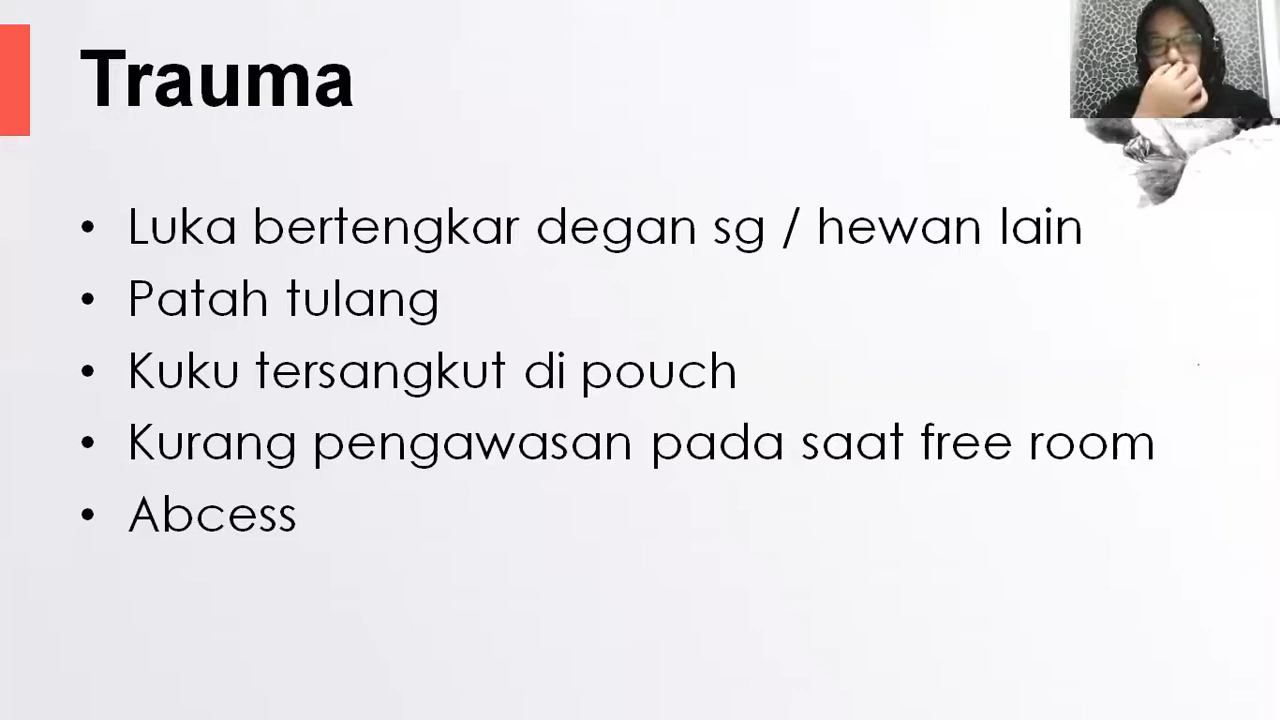 Trauma
• Luka bertengkar degan sg / hewan lain
• Patah tulang
• Kuku tersangkut di pouch
• Kurang pengawasan pada saat free room
• Abcess